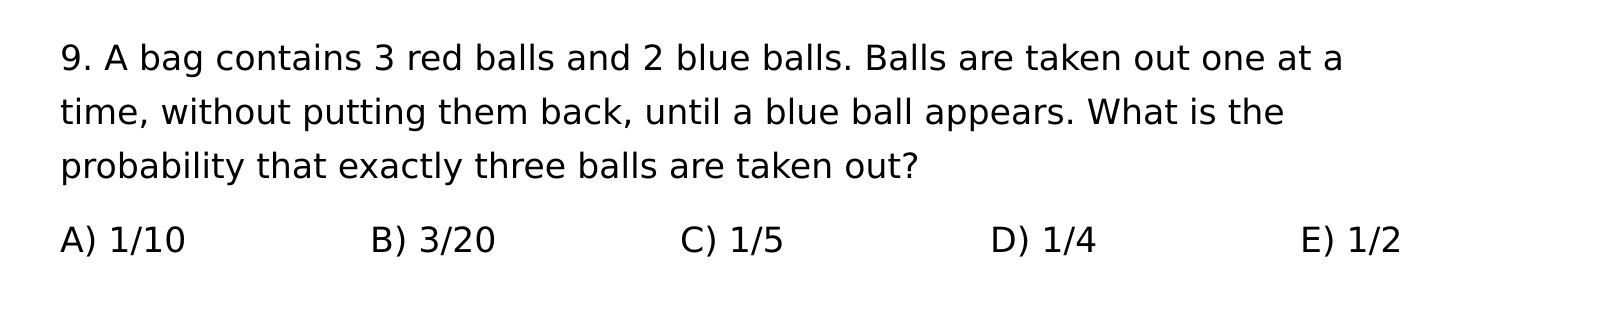 9. A bag contains 3 red balls and 2 blue balls. Balls are taken out one at a
time, without putting them back, until a blue ball appears. What is the
probability that exactly three balls are taken out?
A) 1/10 B) 3/20 C) 1/5 D) 1/4 E) 1/2